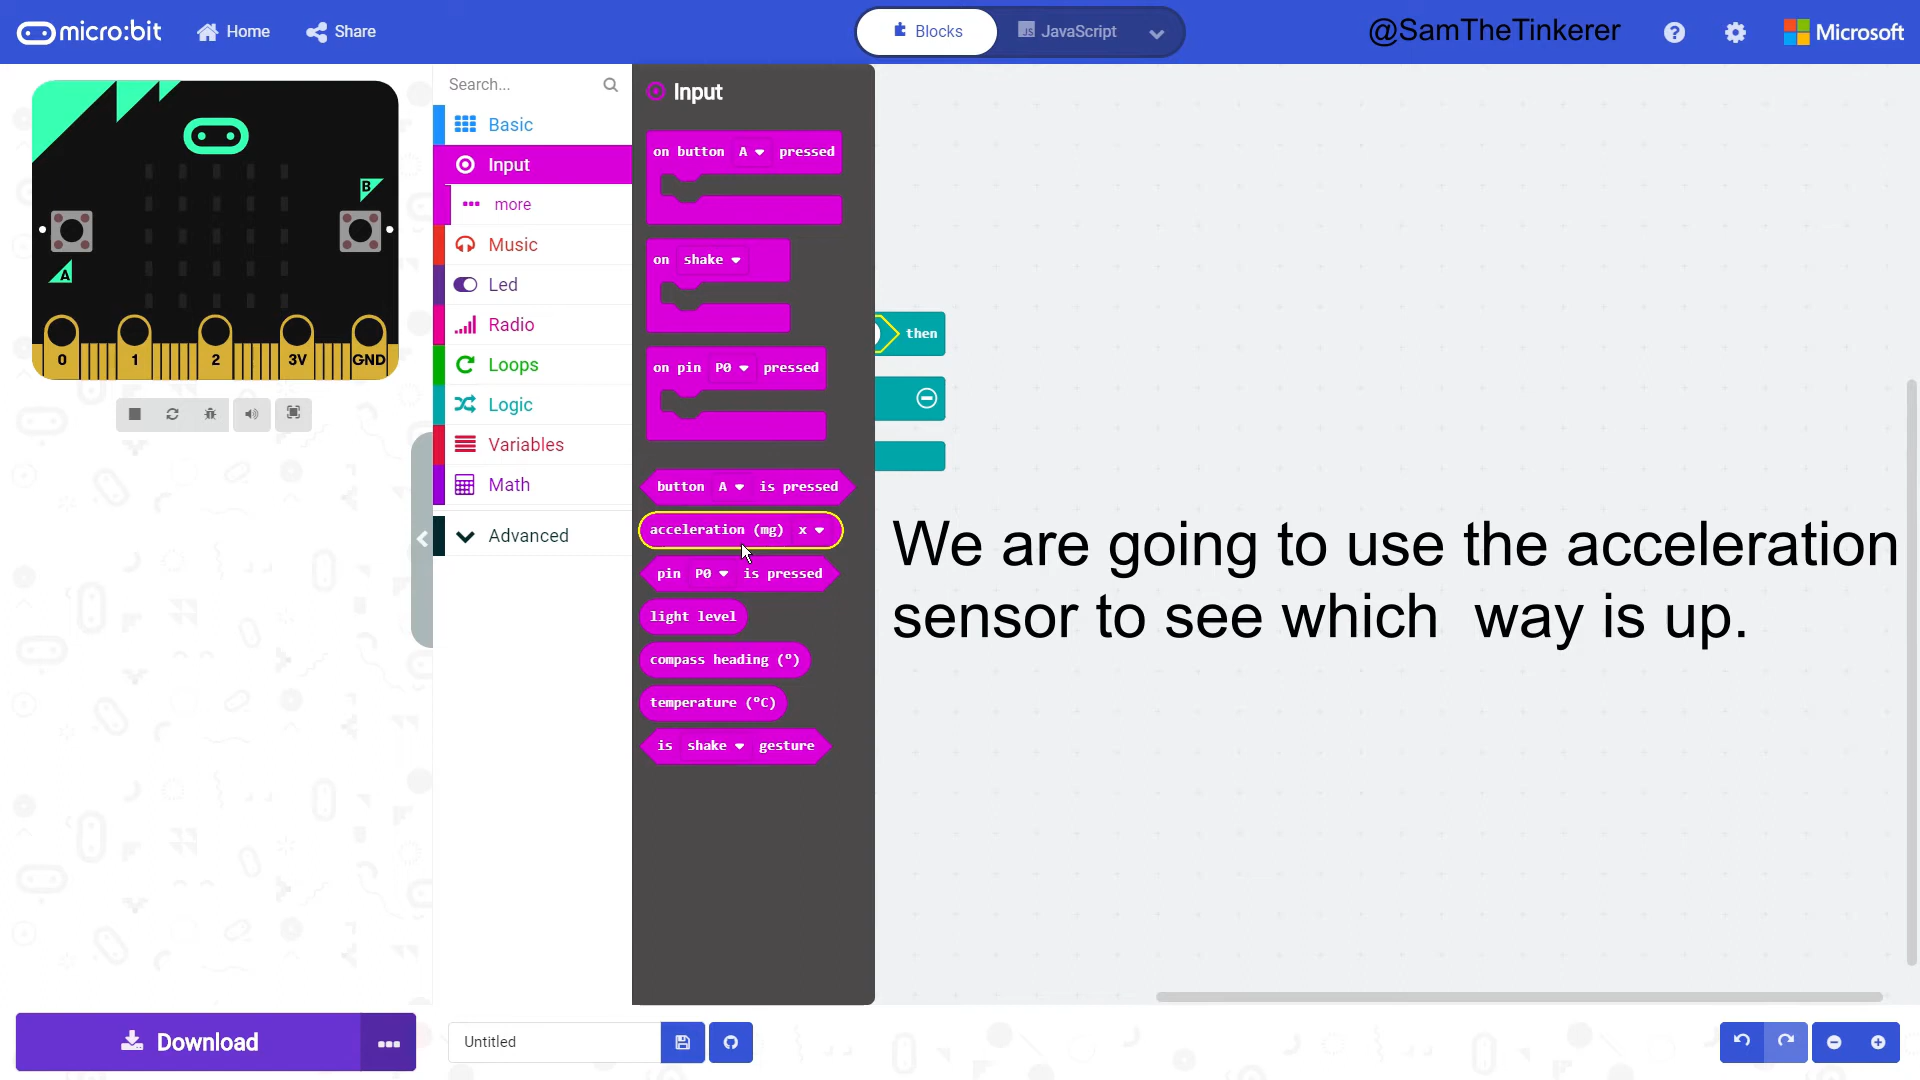 micro:bit
Home
Share
Blocks
JS JavaScript
@SamTheTinkerer
?
Microsoft
B
A
0 1 2 3V GND
Search...
Basic
Input
more
Music
Led
Radio
Loops
Logic
Variables
Math
Advanced
Input
on button A pressed
on shake
on pin P0 pressed
button A is pressed
acceleration (mg) x
pin P0 is pressed
light level
compass heading (º)
temperature (ºC)
is shake gesture
then
We are going to use the acceleration
sensor to see which  way is up.
Download
Untitled